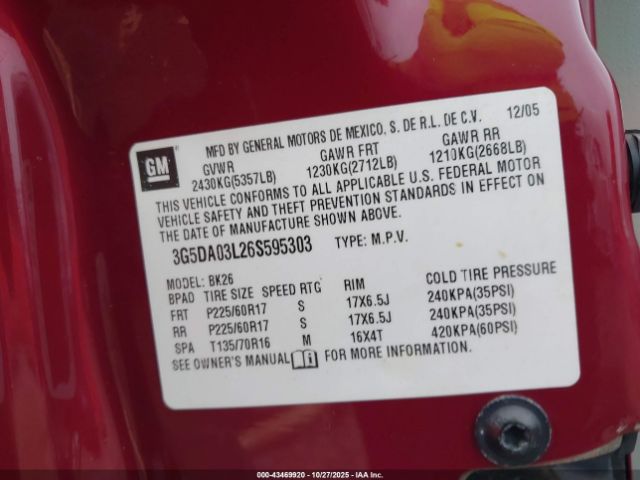 12/05
GM MFD BY GENERAL MOTORS DE MEXICO, S. DE R.L. DE C.V.
GVWR GAWR FRT GAWR RR
2430KG(5357LB) 1230KG(2712LB) 1210KG(2668LB)
THIS VEHICLE CONFORMS TO ALL APPLICABLE U.S. FEDERAL MOTOR
VEHICLE SAFETY AND THEFT PREVENTION STANDARDS IN EFFECT ON
THE DATE OF MANUFACTURE SHOWN ABOVE.
3G5DA03L26S595303 TYPE: M.P.V.
MODEL: BK26
BPAD TIRE SIZE SPEED RTG RIM COLD TIRE PRESSURE
FRT P225/60R17 S 17X6.5J 240KPA(35PSI)
RR P225/60R17 S 17X6.5J 240KPA(35PSI)
SPA T135/70R16 M 16X4T 420KPA(60PSI)
SEE OWNER'S MANUAL FOR MORE INFORMATION.
000-43469920 - 10/27/2025 - IAA Inc.